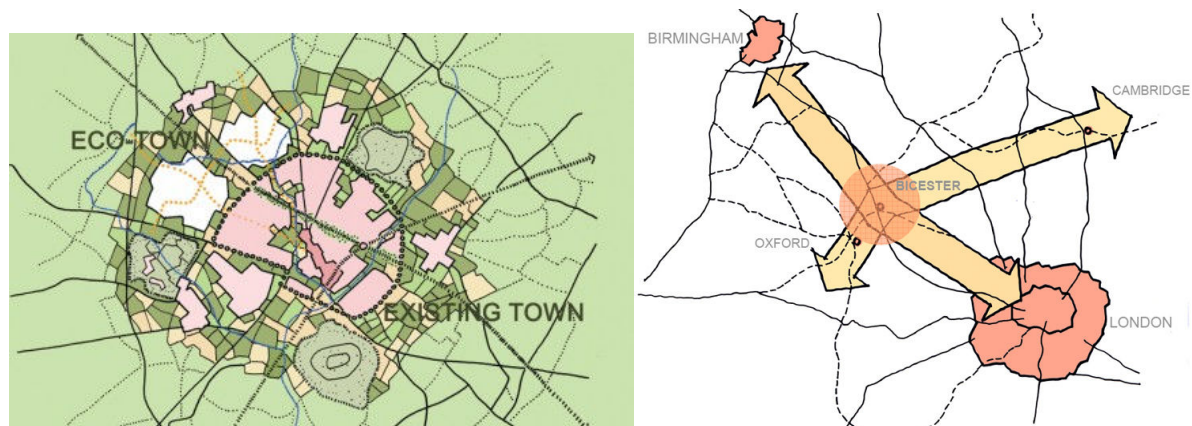 ECO-TOWN
EXISTING TOWN
BIRMINGHAM
CAMBRIDGE
BICESTER
OXFORD
LONDON